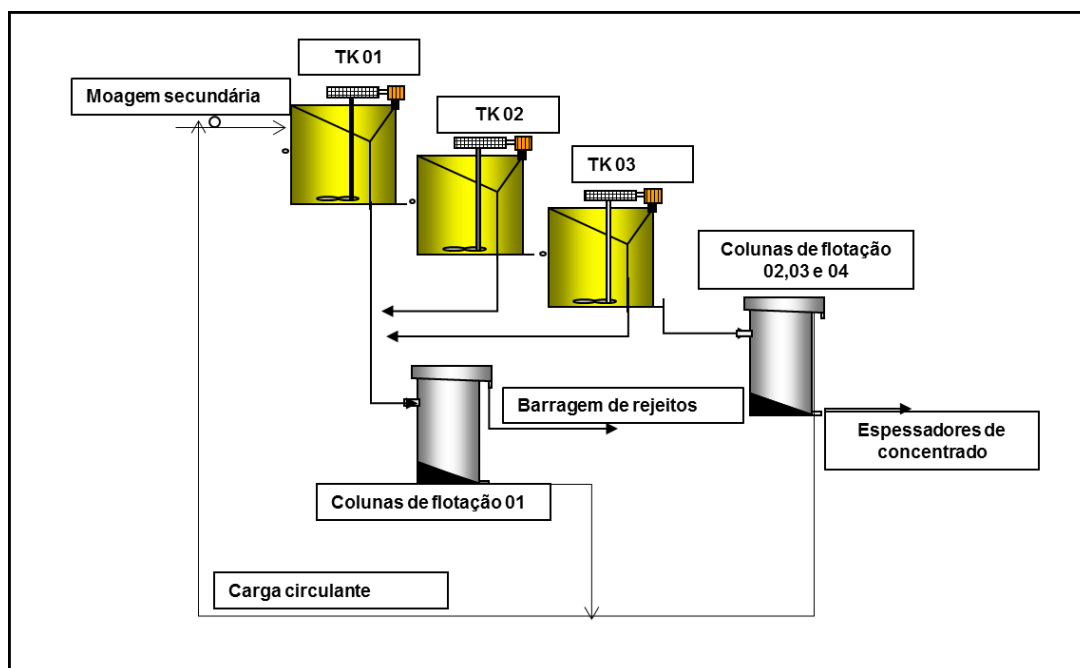 TK 01
Moagem secundária
TK 02
TK 03
Colunas de flotação
02,03 e 04
Barragem de rejeitos
Espessadores de
concentrado
Colunas de flotação 01
Carga circulante